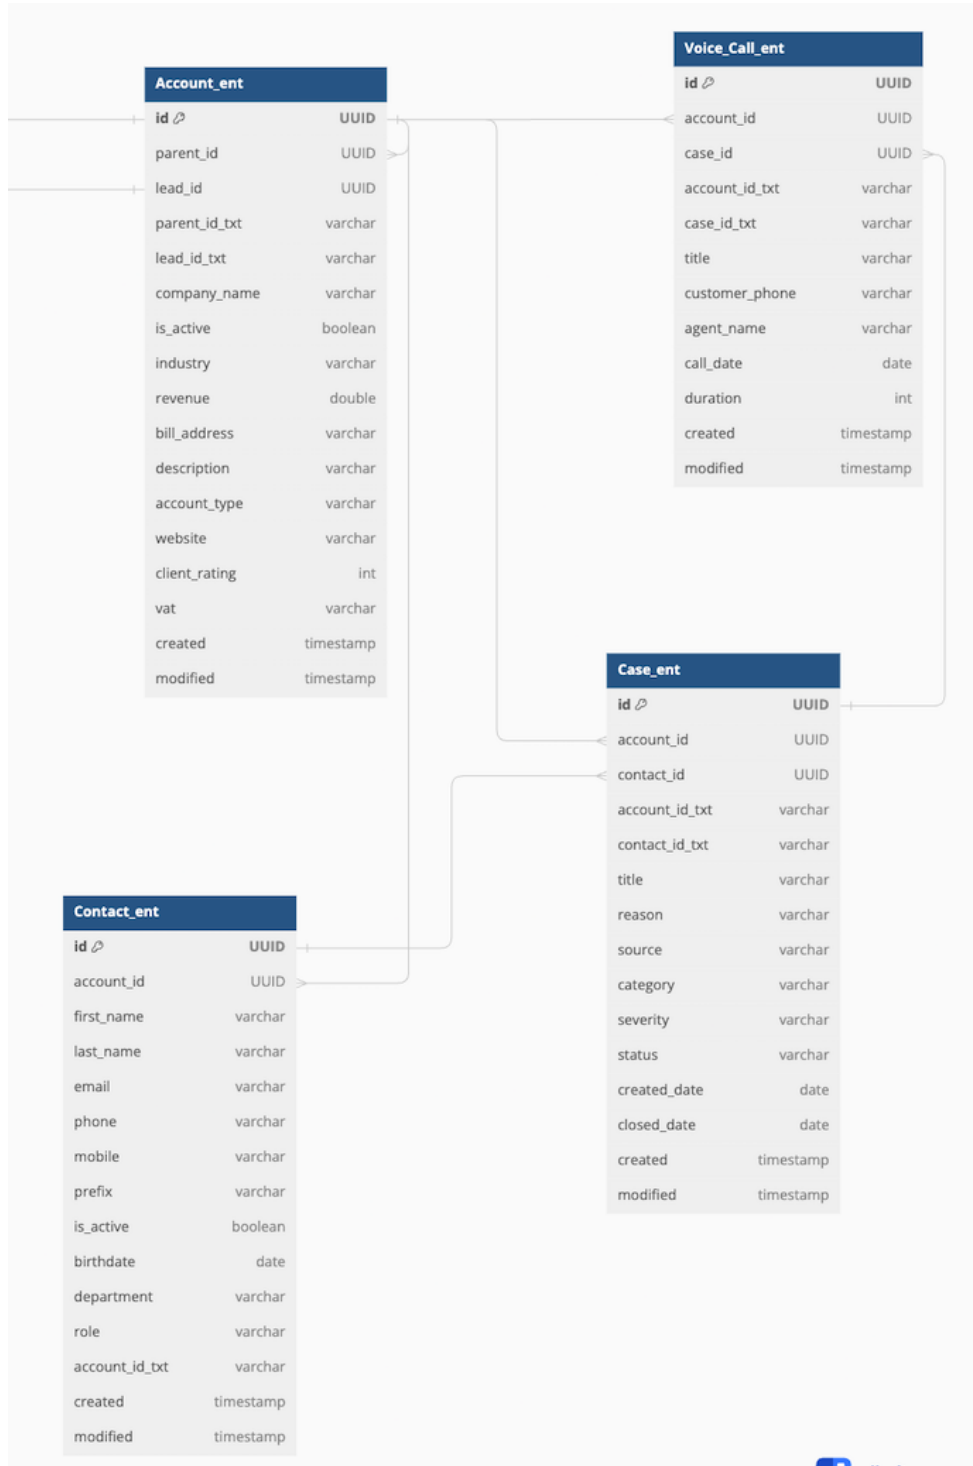 Account_ent
id UUID
parent_id UUID
lead_id UUID
parent_id_txt varchar
lead_id_txt varchar
company_name varchar
is_active boolean
industry varchar
revenue double
bill_address varchar
description varchar
account_type varchar
website varchar
client_rating int
vat varchar
created timestamp
modified timestamp
Voice_Call_ent
id UUID
account_id UUID
case_id UUID
account_id_txt varchar
case_id_txt varchar
title varchar
customer_phone varchar
agent_name varchar
call_date date
duration int
created timestamp
modified timestamp
Case_ent
id UUID
account_id UUID
contact_id UUID
account_id_txt varchar
contact_id_txt varchar
title varchar
reason varchar
source varchar
category varchar
severity varchar
status varchar
created_date date
closed_date date
created timestamp
modified timestamp
Contact_ent
id UUID
account_id UUID
first_name varchar
last_name varchar
email varchar
phone varchar
mobile varchar
prefix varchar
is_active boolean
birthdate date
department varchar
role varchar
account_id_txt varchar
created timestamp
modified timestamp